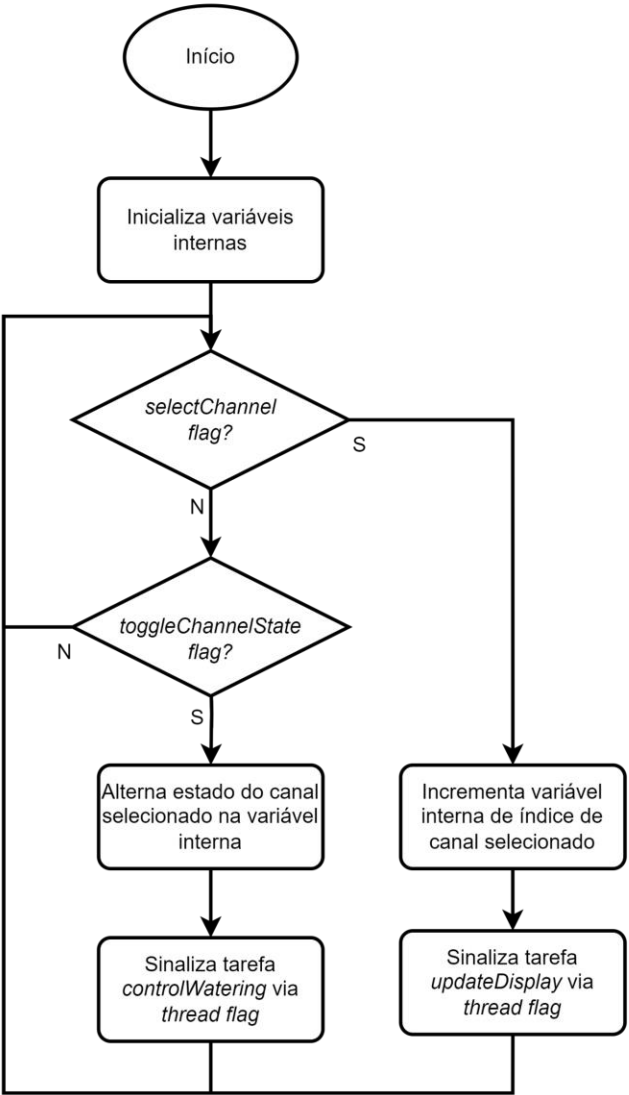 Início
Inicializa variáveis
internas
selectChannel
flag?
S
N
toggleChannelState
flag?
N
S
Alterna estado do canal
selecionado na variável
interna
Incrementa variável
interna de índice de
canal selecionado
Sinaliza tarefa
controlWatering via
thread flag
Sinaliza tarefa
updateDisplay via
thread flag